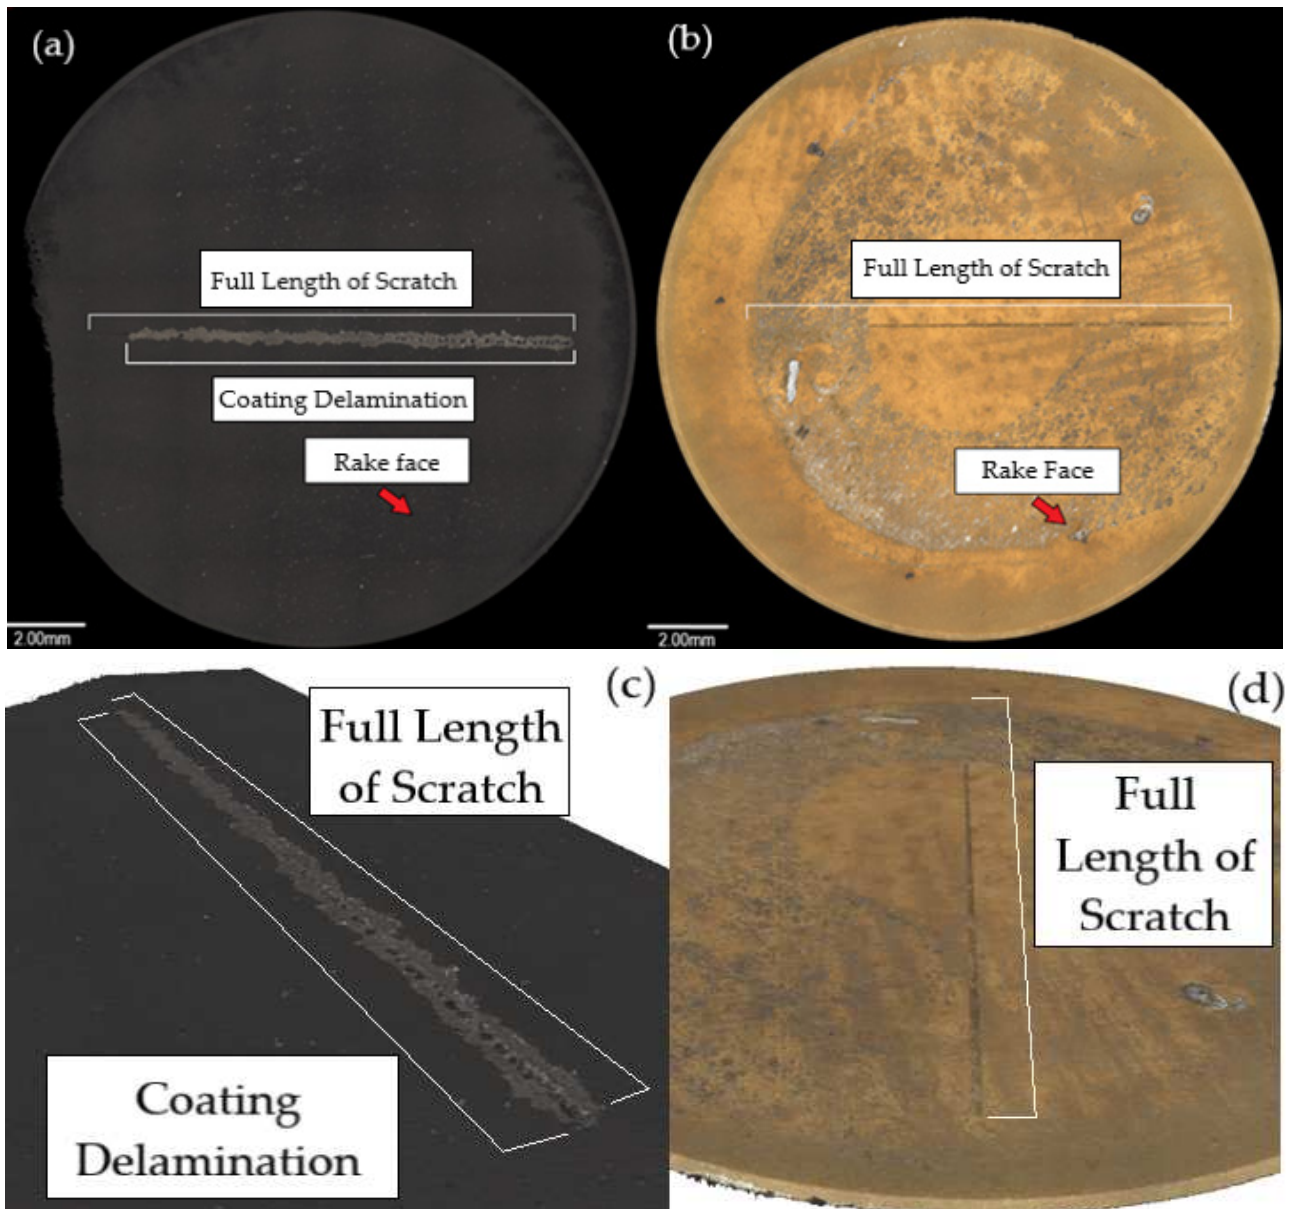 (a)
Full Length of Scratch
Coating Delamination
Rake face
2.00mm
(b)
Full Length of Scratch
Rake Face
2.00mm
(c)
Full Length
of Scratch
Coating
Delamination
(d)
Full
Length of
Scratch